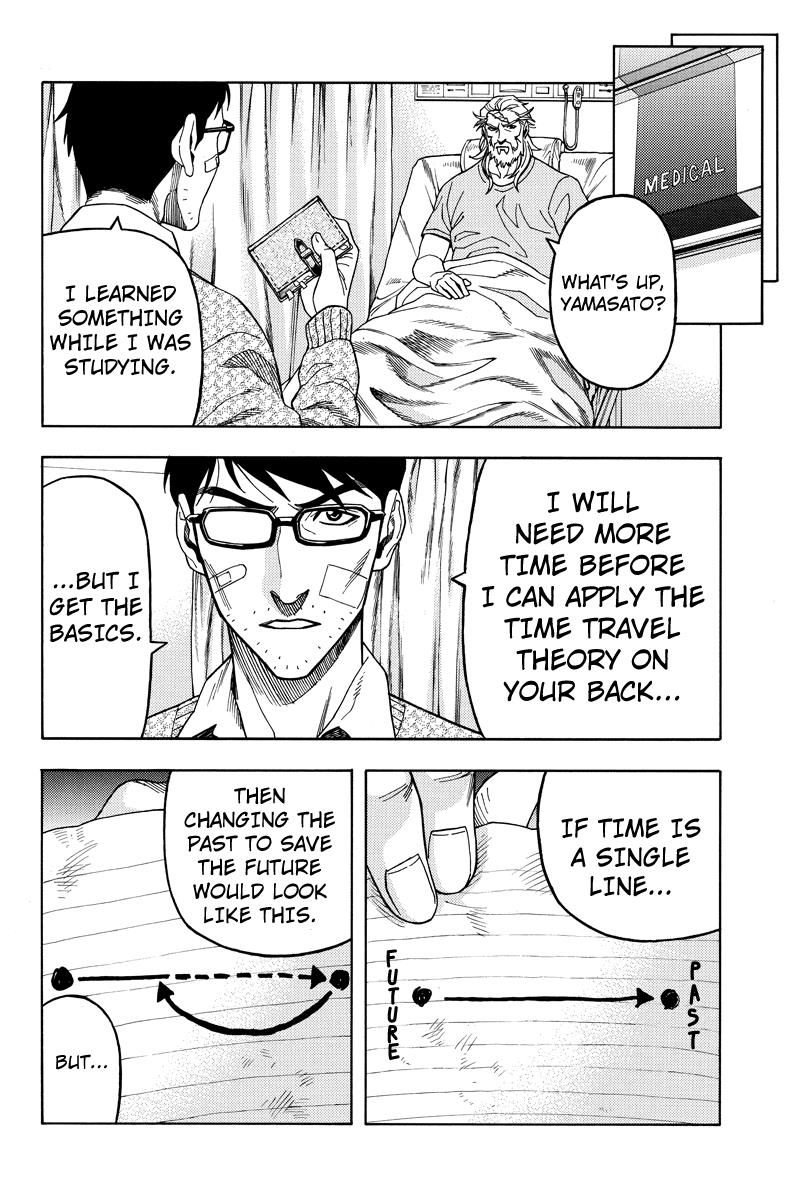 MEDICAL
WHAT'S UP,
YAMASATO?
I LEARNED
SOMETHING
WHILE I WAS
STUDYING.
I WILL
NEED MORE
TIME BEFORE
I CAN APPLY THE
TIME TRAVEL
THEORY ON
YOUR BACK...
...BUT I
GET THE
BASICS.
IF TIME IS
A SINGLE
LINE...
PAST
FUTURE
THEN
CHANGING THE
PAST TO SAVE
THE FUTURE
WOULD LOOK
LIKE THIS.
BUT...